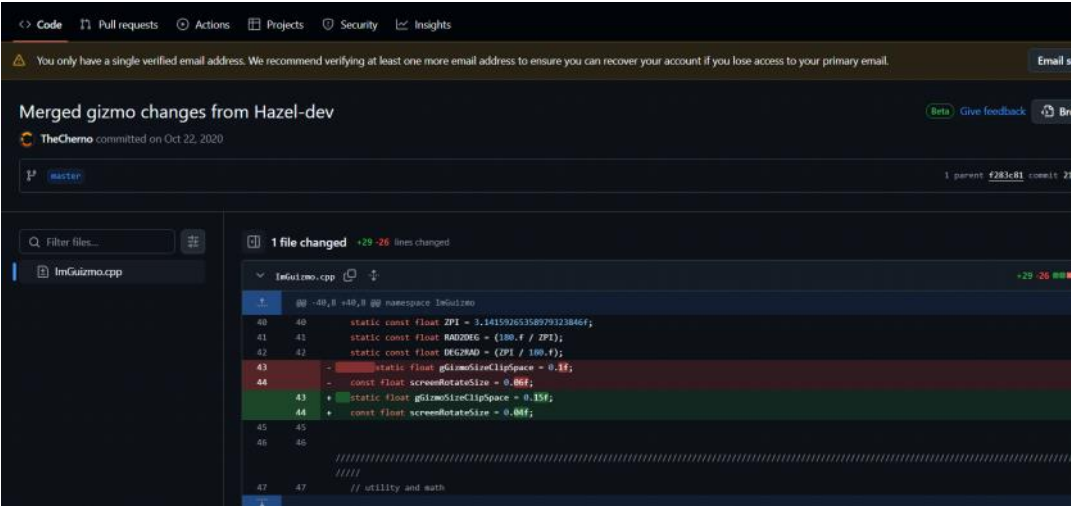 Code Pull requests Actions Projects Security Insights
You only have a single verified email address. We recommend verifying at least one more email address to ensure you can recover your account if you lose access to your primary email.
Email s
Merged gizmo changes from Hazel-dev
Beta Give feedback Br
TheCherno committed on Oct 22, 2020
master
1 parent f283c81 commit 21
Filter files...
1 file changed +29 -26 lines changed
ImGuizmo.cpp
ImGuizmo.cpp
+29 -26
@@ -40,8 +40,8 @@ namespace ImGuizmo
40 40 static const float ZPI = 3.14159265358979323846f;
41 41 static const float RAD2DEG = (180.f / ZPI);
42 42 static const float DEG2RAD = (ZPI / 180.f);
43 - static float gGizmoSizeClipSpace = 0.1f;
44 - const float screenRotateSize = 0.06f;
43 + static float gGizmoSizeClipSpace = 0.15f;
44 + const float screenRotateSize = 0.04f;
45 45
46 46
/////
47 47 // utility and math